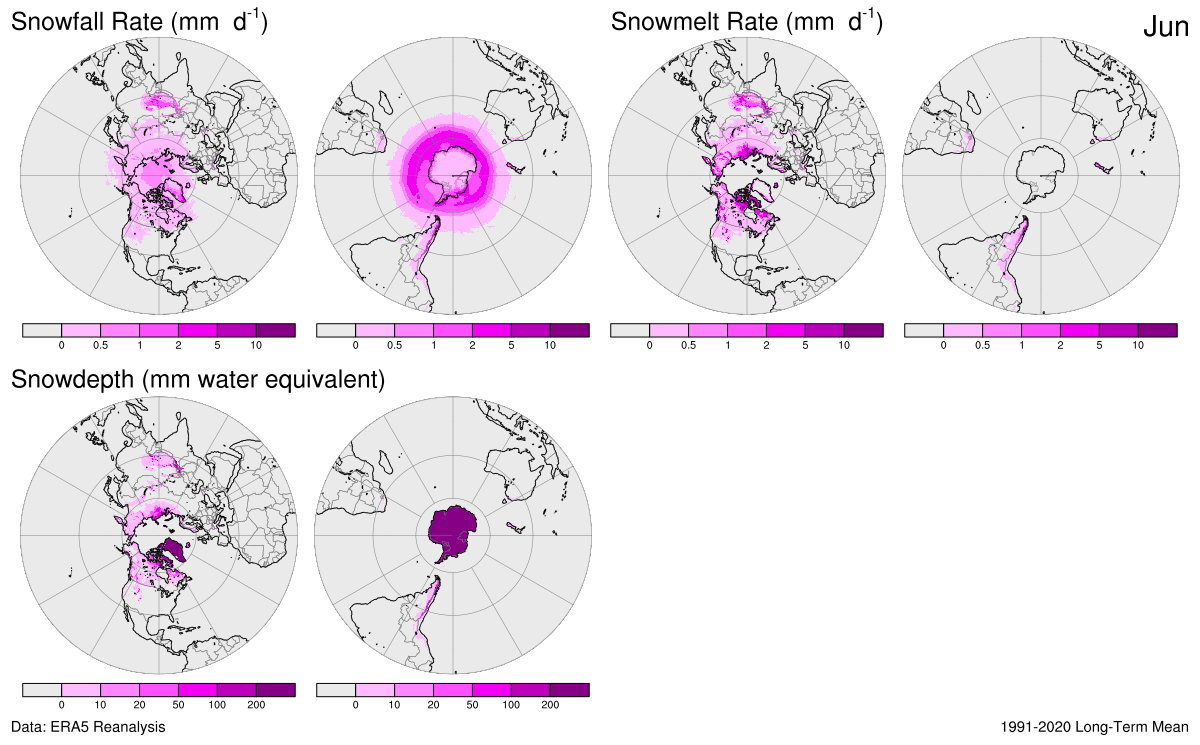 Snowfall Rate (mm d⁻¹)
Snowmelt Rate (mm d⁻¹)
Jun
0 0.5 1 2 5 10
0 0.5 1 2 5 10
0 0.5 1 2 5 10
0 0.5 1 2 5 10
Snowdepth (mm water equivalent)
0 10 20 50 100 200
0 10 20 50 100 200
Data: ERA5 Reanalysis
1991-2020 Long-Term Mean